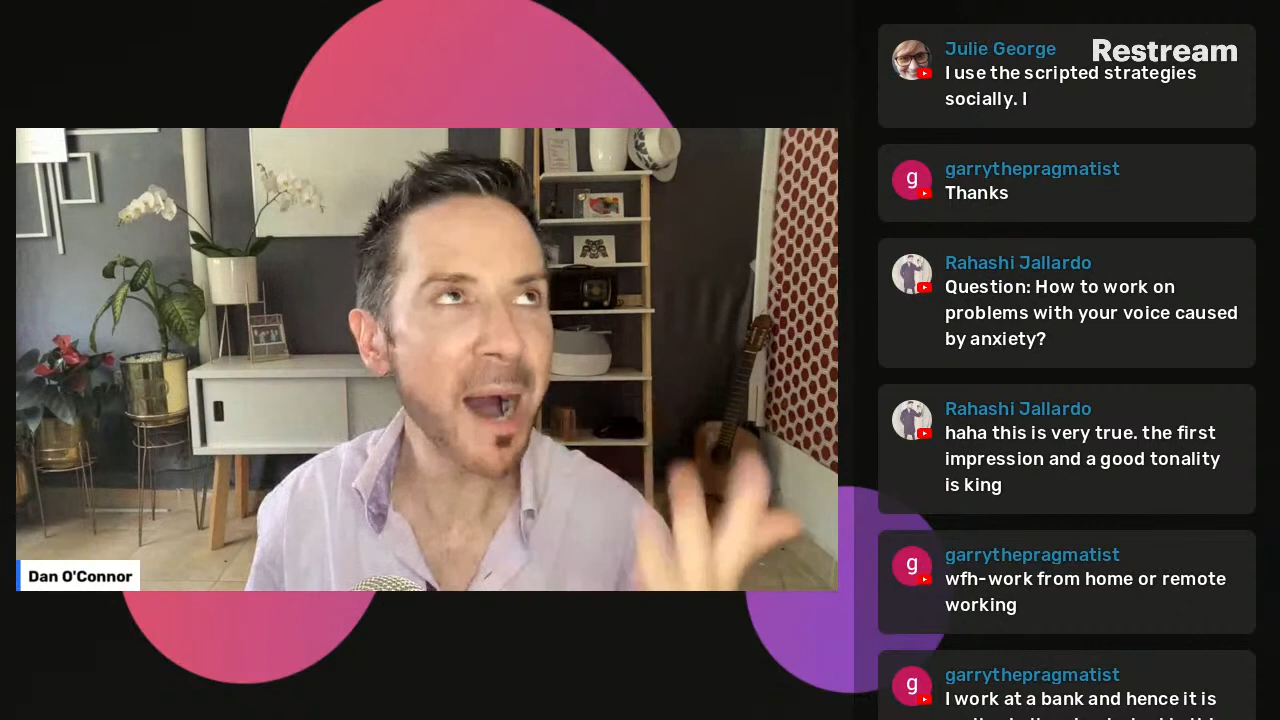 Restream
Julie George
I use the scripted strategies
socially. I
g
garrythepragmatist
Thanks
Rahashi Jallardo
Question: How to work on
problems with your voice caused
by anxiety?
Rahashi Jallardo
haha this is very true. the first
impression and a good tonality
is king
g
garrythepragmatist
wfh-work from home or remote
working
g
garrythepragmatist
I work at a bank and hence it is
Dan O'Connor